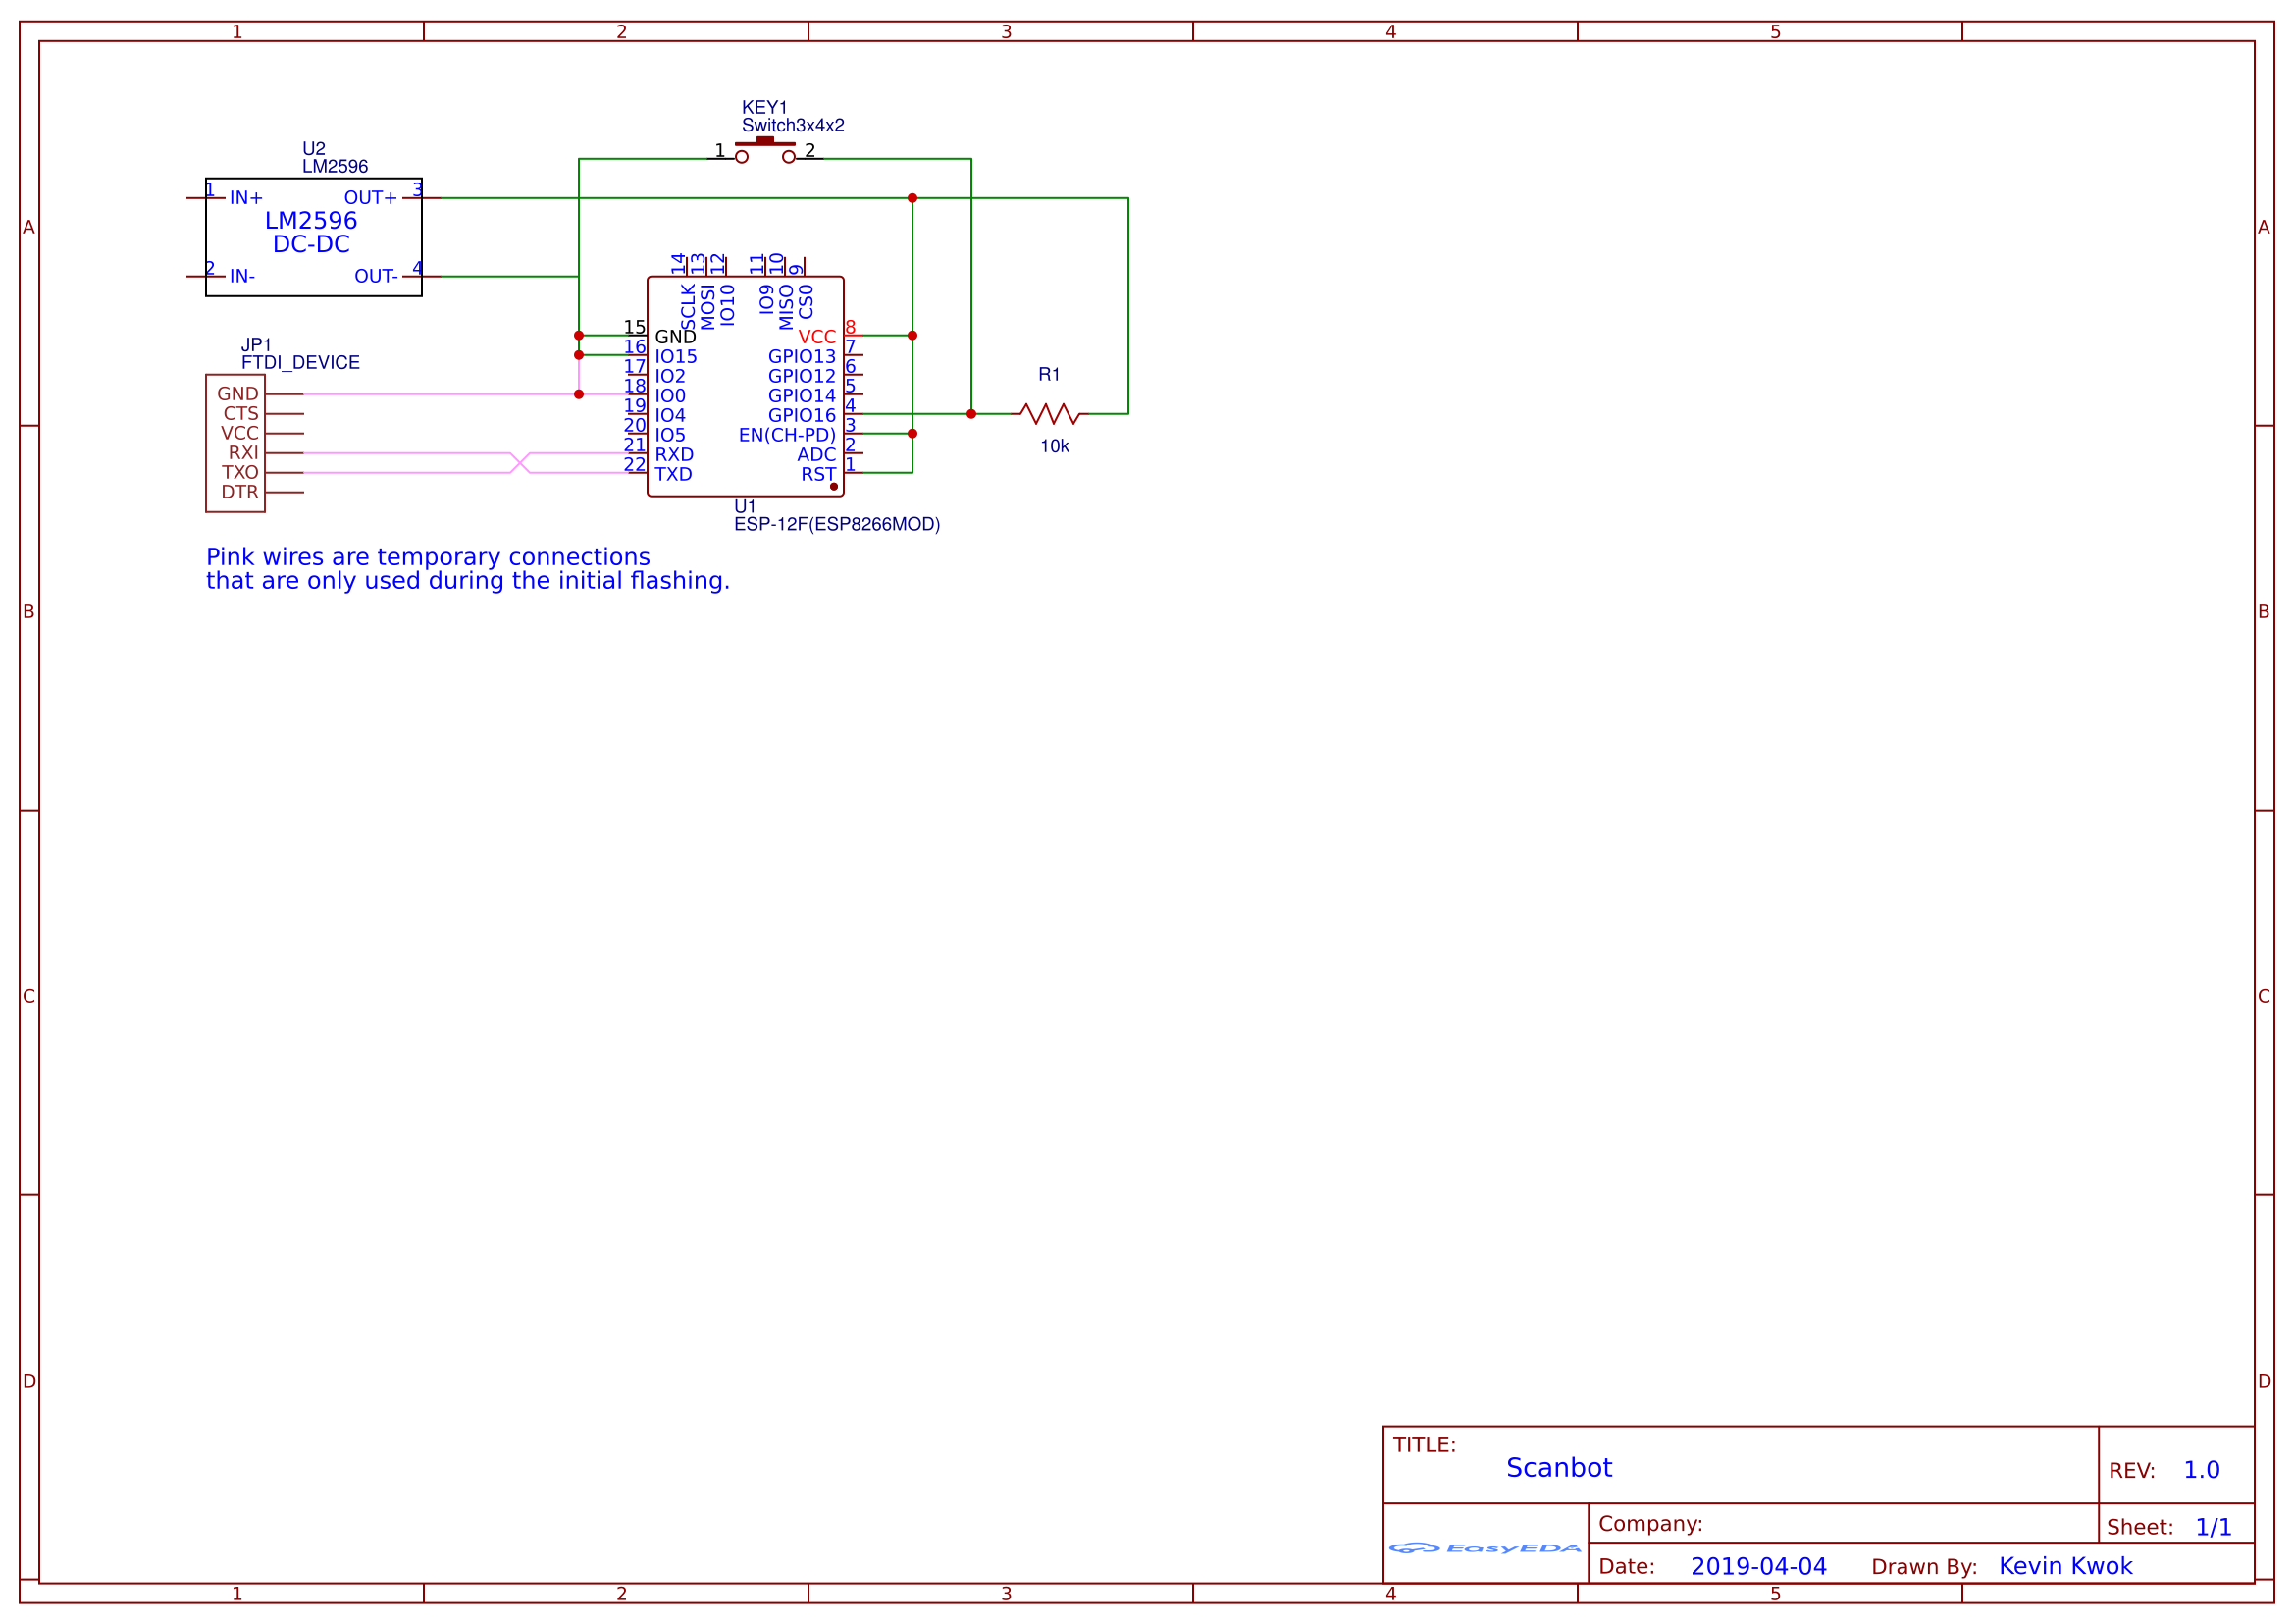 1 2 3 4 5
KEY1
Switch3x4x2
1 2
U2
LM2596
1 IN+ OUT+ 3
LM2596
DC-DC
2 IN- OUT- 4
A A
14 13 12 11 10 9
SCLK MOSI IO10 IO9 MISO CS0
15 GND VCC 8
16 IO15 GPIO13 7
17 IO2 GPIO12 6
18 IO0 GPIO14 5
19 IO4 GPIO16 4
20 IO5 EN(CH-PD) 3
21 RXD ADC 2
22 TXD RST 1
U1
ESP-12F(ESP8266MOD)
JP1
FTDI_DEVICE
GND
CTS
VCC
RXI
TXO
DTR
R1
10k
Pink wires are temporary connections
that are only used during the initial flashing.
B B
C C
D D
TITLE:
Scanbot
REV: 1.0
EasyEDA
Company:
Sheet: 1/1
Date: 2019-04-04 Drawn By: Kevin Kwok
1 2 3 4 5